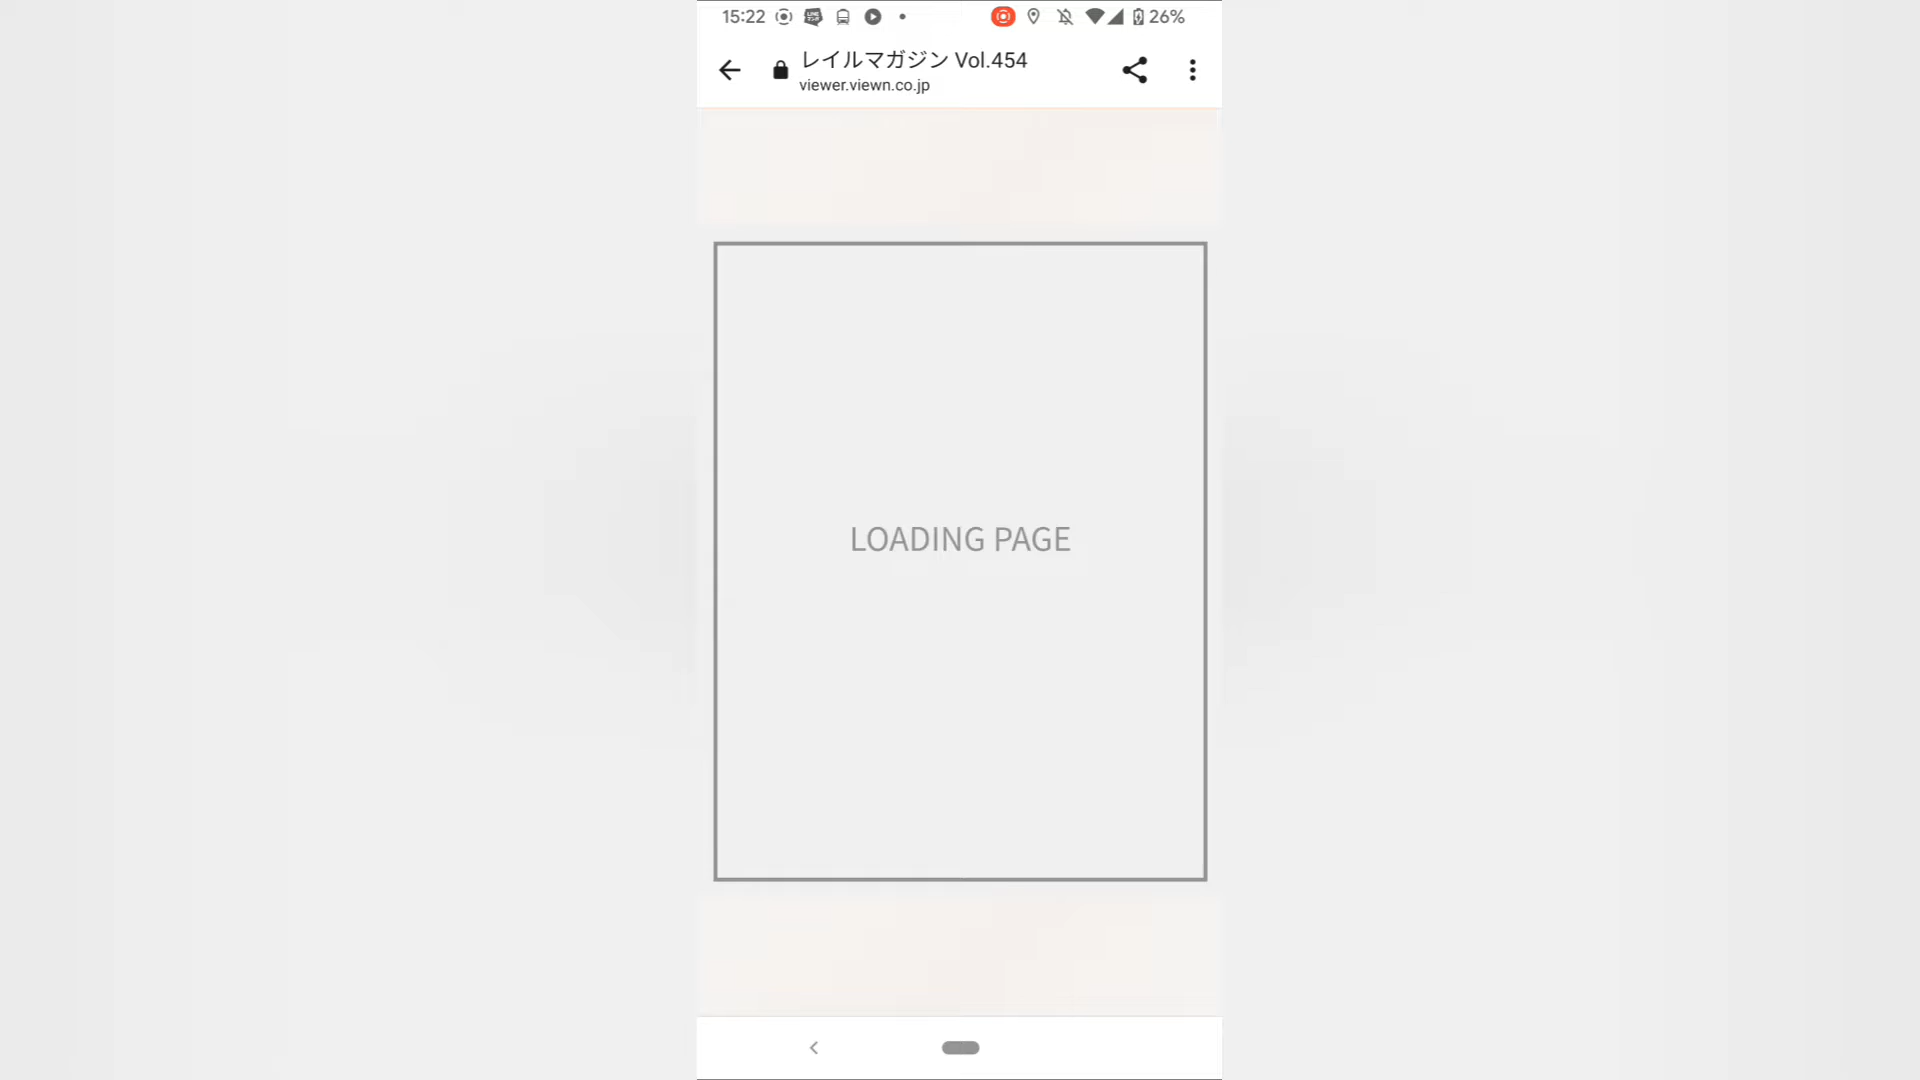 15:22
26%
レイルマガジン Vol.454
viewer.viewn.co.jp
LOADING PAGE